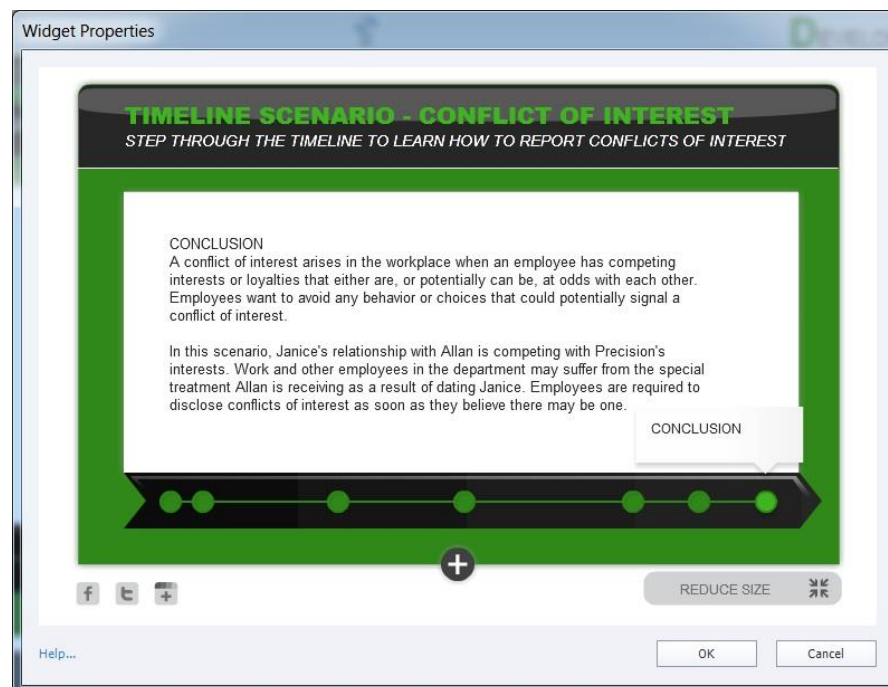 Widget Properties
TIMELINE SCENARIO - CONFLICT OF INTEREST
STEP THROUGH THE TIMELINE TO LEARN HOW TO REPORT CONFLICTS OF INTEREST
CONCLUSION
A conflict of interest arises in the workplace when an employee has competing
interests or loyalties that either are, or potentially can be, at odds with each other.
Employees want to avoid any behavior or choices that could potentially signal a
conflict of interest.
In this scenario, Janice's relationship with Allan is competing with Precision's
interests. Work and other employees in the department may suffer from the special
treatment Allan is receiving as a result of dating Janice. Employees are required to
disclose conflicts of interest as soon as they believe there may be one.
CONCLUSION
REDUCE SIZE
Help...
OK
Cancel